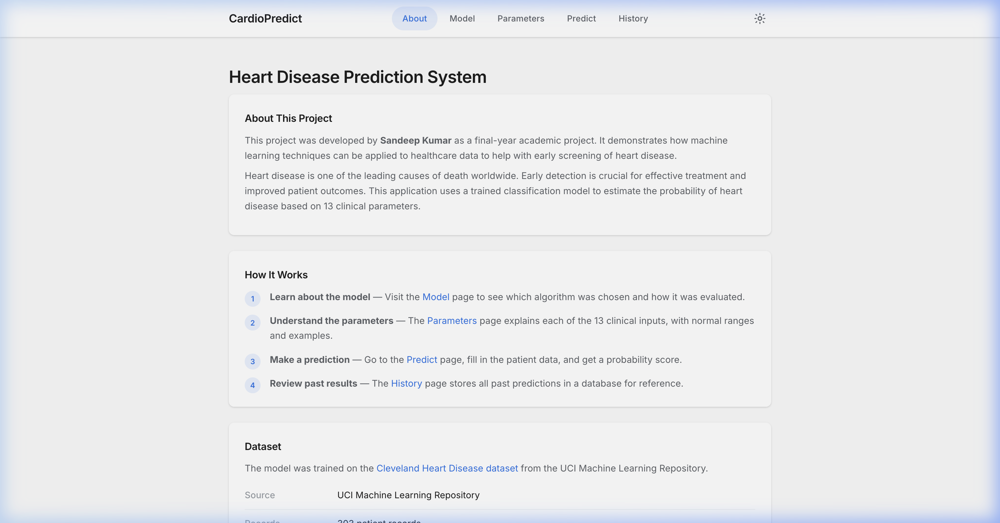 CardioPredict
About
Model
Parameters
Predict
History
Heart Disease Prediction System
About This Project
This project was developed by Sandeep Kumar as a final-year academic project. It demonstrates how machine
learning techniques can be applied to healthcare data to help with early screening of heart disease.
Heart disease is one of the leading causes of death worldwide. Early detection is crucial for effective treatment and
improved patient outcomes. This application uses a trained classification model to estimate the probability of heart
disease based on 13 clinical parameters.
How It Works
1 Learn about the model — Visit the Model page to see which algorithm was chosen and how it was evaluated.
2 Understand the parameters — The Parameters page explains each of the 13 clinical inputs, with normal ranges
and examples.
3 Make a prediction — Go to the Predict page, fill in the patient data, and get a probability score.
4 Review past results — The History page stores all past predictions in a database for reference.
Dataset
The model was trained on the Cleveland Heart Disease dataset from the UCI Machine Learning Repository.
Source UCI Machine Learning Repository
Records 303 patient records